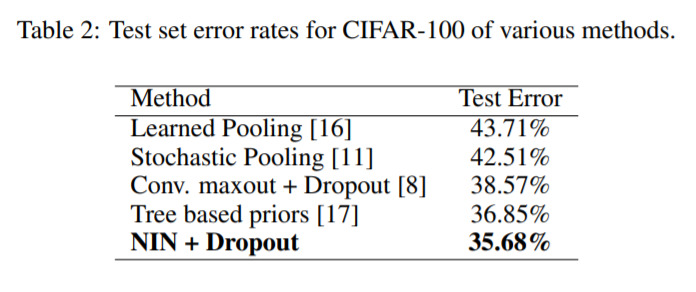 Table 2: Test set error rates for CIFAR-100 of various methods.
Method Test Error
Learned Pooling [16] 43.71%
Stochastic Pooling [11] 42.51%
Conv. maxout + Dropout [8] 38.57%
Tree based priors [17] 36.85%
NIN + Dropout 35.68%